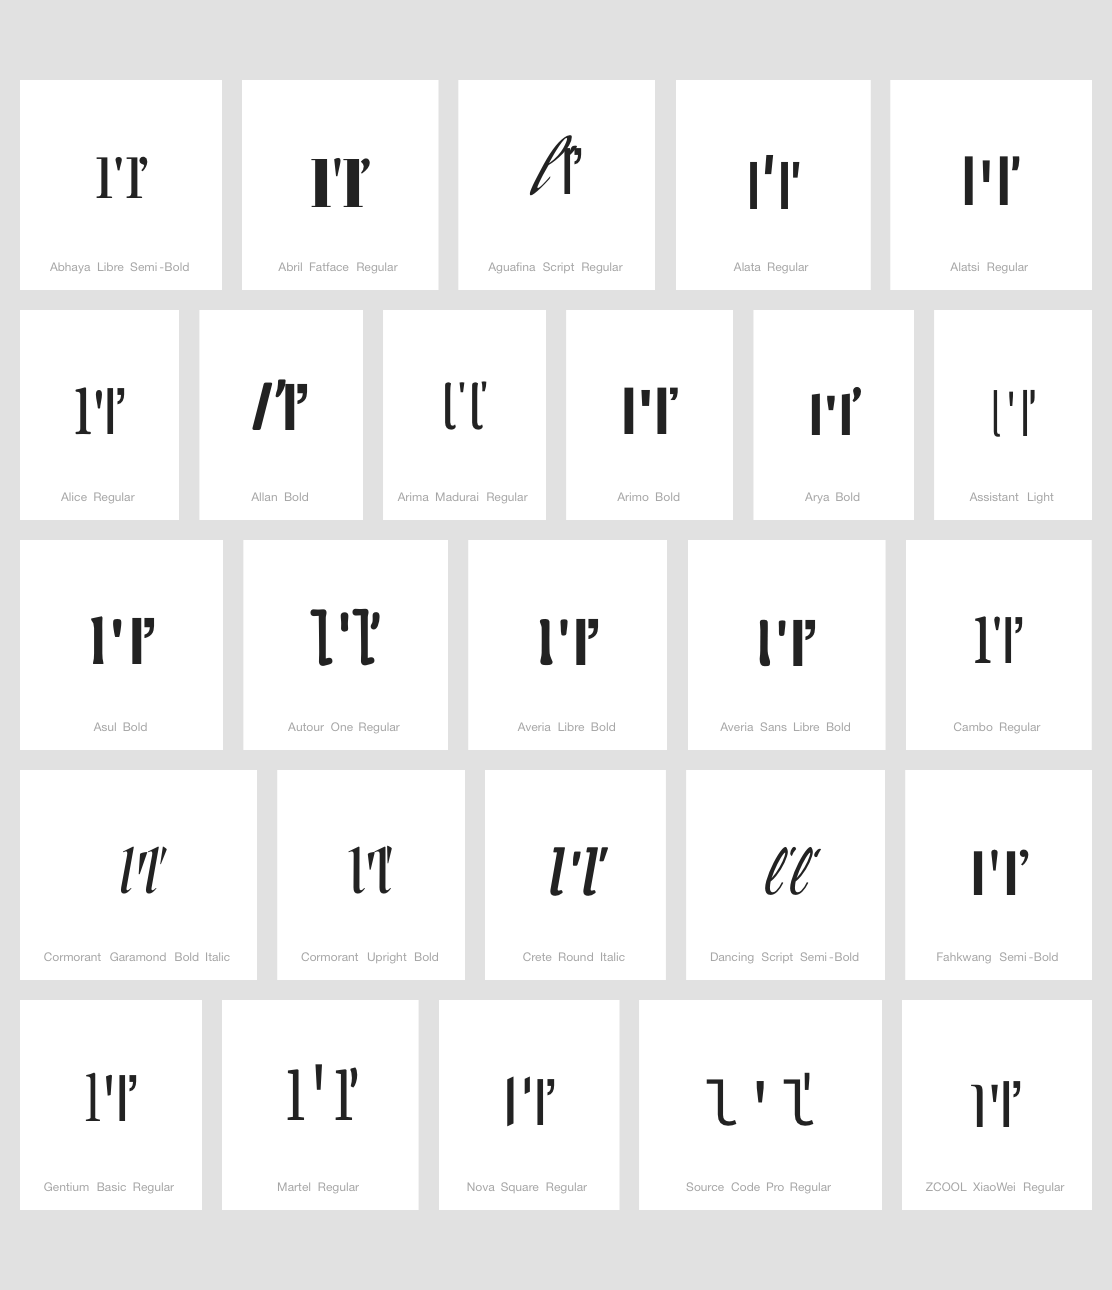 l'ľ
Abhaya Libre Semi-Bold
l'ľ
Abril Fatface Regular
l'ľ
Aguafina Script Regular
l'ľ
Alata Regular
l'ľ
Alatsi Regular
l'ľ
Alice Regular
l'ľ
Allan Bold
l'ľ
Arima Madurai Regular
l'ľ
Arimo Bold
l'ľ
Arya Bold
l'ľ
Assistant Light
l'ľ
Asul Bold
l'ľ
Autour One Regular
l'ľ
Averia Libre Bold
l'ľ
Averia Sans Libre Bold
l'ľ
Cambo Regular
l'ľ
Cormorant Garamond Bold Italic
l'ľ
Cormorant Upright Bold
l'ľ
Crete Round Italic
l'ľ
Dancing Script Semi-Bold
l'ľ
Fahkwang Semi-Bold
l'ľ
Gentium Basic Regular
l'ľ
Martel Regular
l'ľ
Nova Square Regular
l'ľ
Source Code Pro Regular
l'ľ
ZCOOL XiaoWei Regular